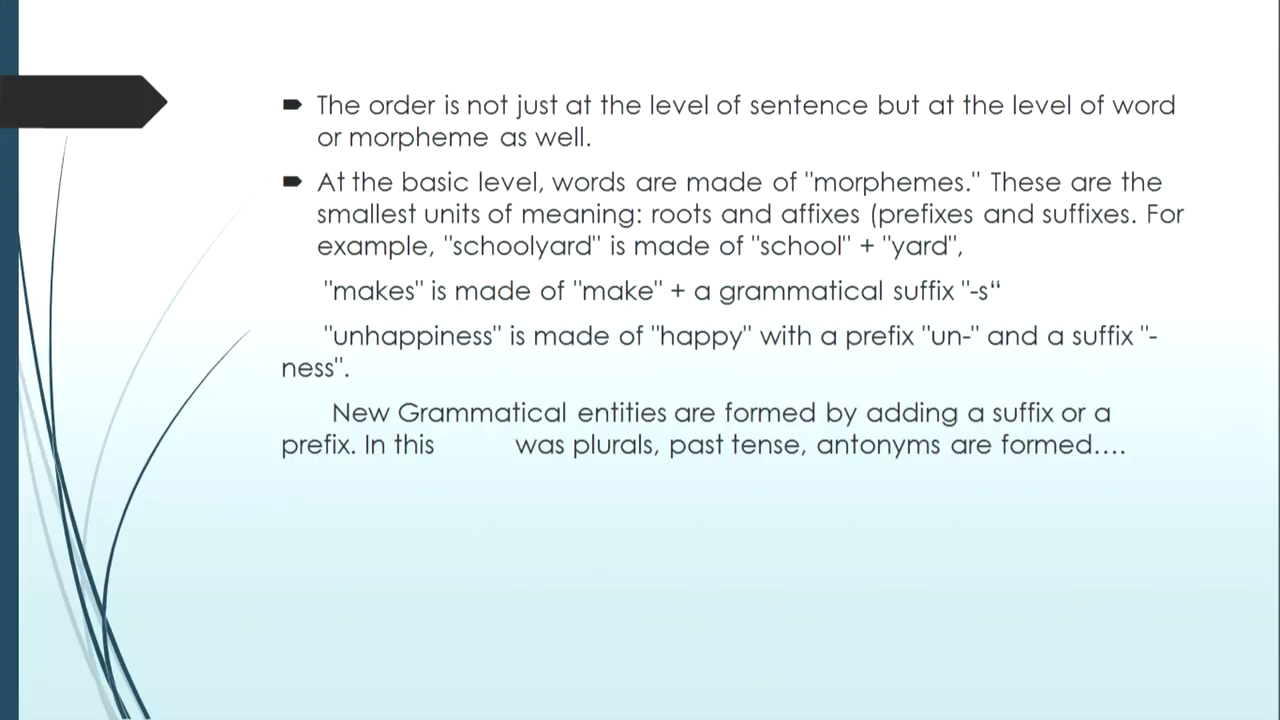 The order is not just at the level of sentence but at the level of word
or morpheme as well.
At the basic level, words are made of "morphemes." These are the
smallest units of meaning: roots and affixes (prefixes and suffixes. For
example, "schoolyard" is made of "school" + "yard",
"makes" is made of "make" + a grammatical suffix "-s“
"unhappiness" is made of "happy" with a prefix "un-" and a suffix "-
ness".
New Grammatical entities are formed by adding a suffix or a
prefix. In this was plurals, past tense, antonyms are formed….